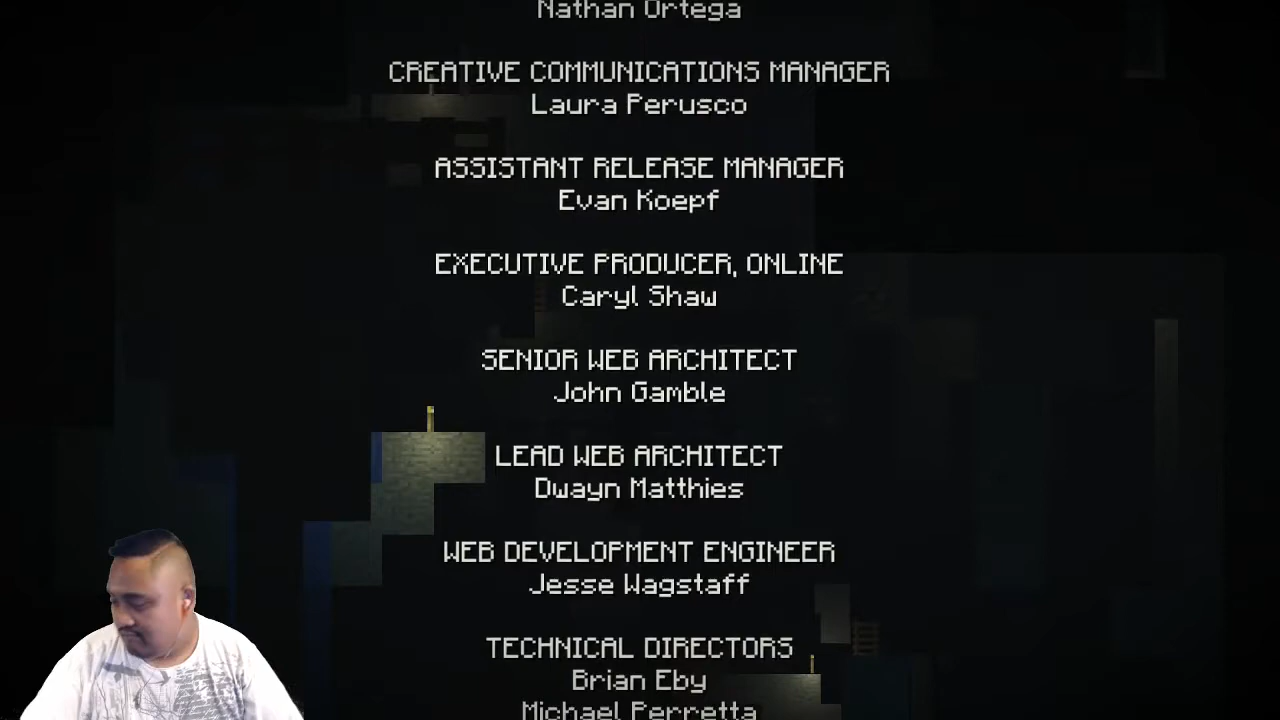 Nathan Ortega
CREATIVE COMMUNICATIONS MANAGER
Laura Perusco
ASSISTANT RELEASE MANAGER
Evan Koepf
EXECUTIVE PRODUCER, ONLINE
Caryl Shaw
SENIOR WEB ARCHITECT
John Gamble
LEAD WEB ARCHITECT
Dwayn Matthies
WEB DEVELOPMENT ENGINEER
Jesse Wagstaff
TECHNICAL DIRECTORS
Brian Eby
Michael Perretta